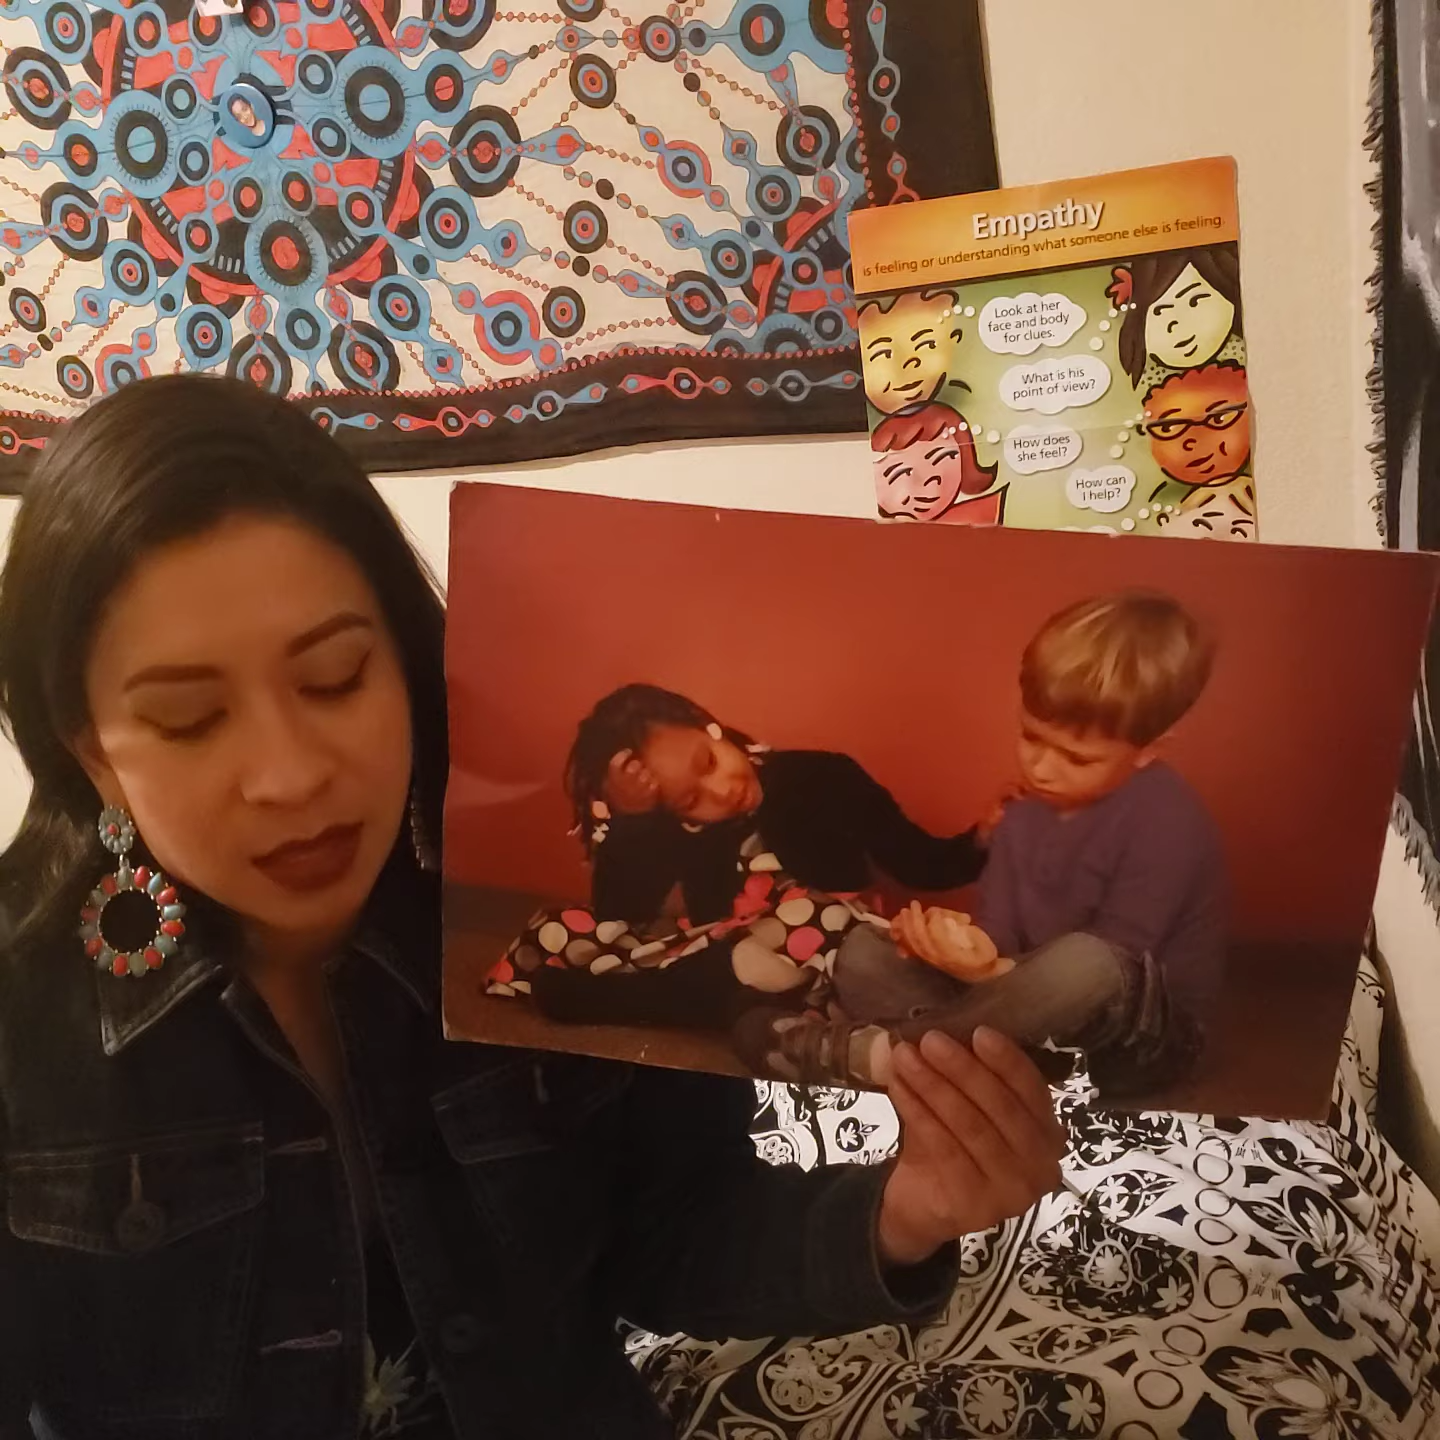 Empathy
is feeling or understanding what someone else is feeling.
Look at her
face and body
for clues.
What is his
point of view?
How does
she feel?
How can
I help?